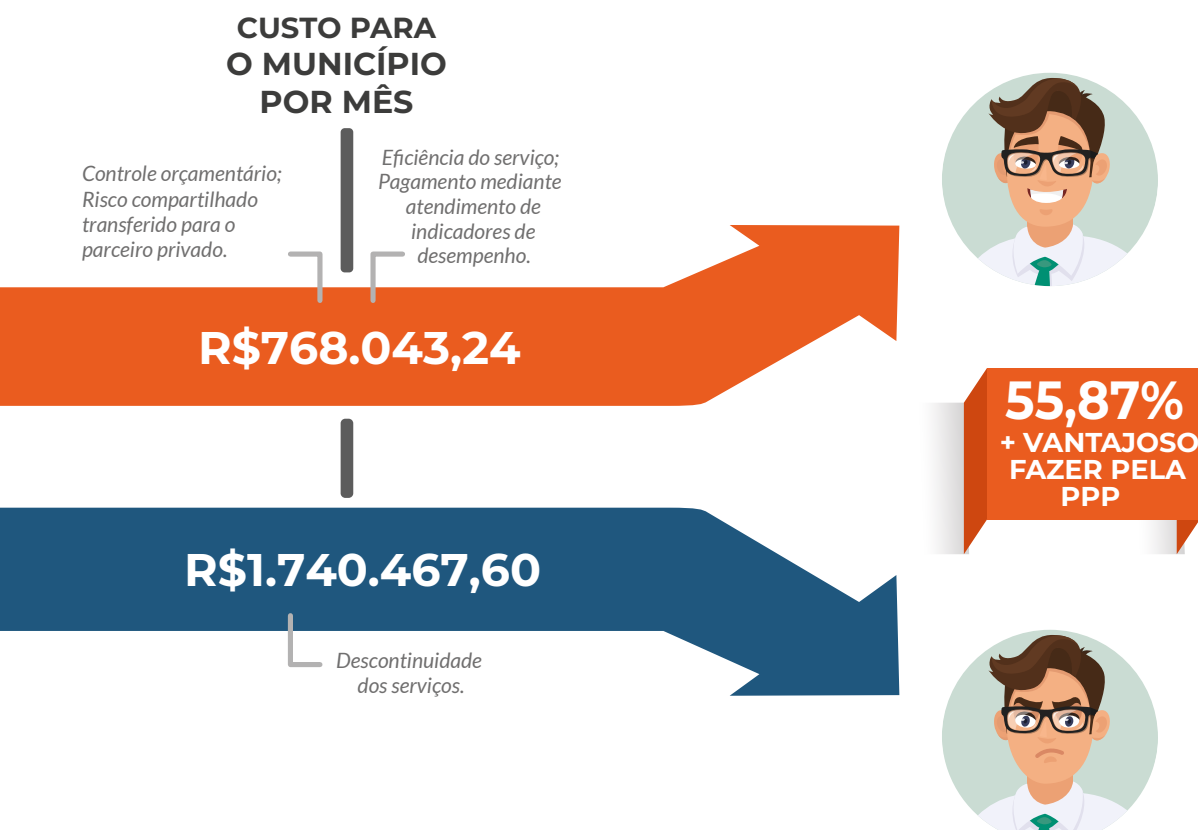 CUSTO PARA
O MUNICÍPIO
POR MÊS
Controle orçamentário;
Risco compartilhado
transferido para o
parceiro privado.
Eficiência do serviço;
Pagamento mediante
atendimento de
indicadores de
desempenho.
R$768.043,24
55,87%
+ VANTAJOSO
FAZER PELA
PPP
R$1.740.467,60
Descontinuidade
dos serviços.